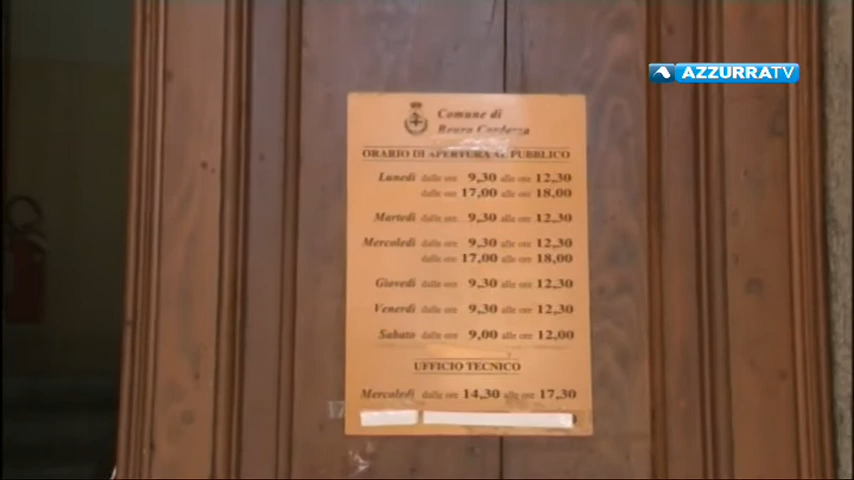 AZZURRATV
Comune di
Beura Cardezza
ORARIO DI APERTURA AL PUBBLICO
Lunedì dalle ore 9,30 alle ore 12,30
dalle ore 17,00 alle ore 18,00
Martedì dalle ore 9,30 alle ore 12,30
Mercoledì dalle ore 9,30 alle ore 12,30
dalle ore 17,00 alle ore 18,00
Giovedì dalle ore 9,30 alle ore 12,30
Venerdì dalle ore 9,30 alle ore 12,30
Sabato dalle ore 9,00 alle ore 12,00
UFFICIO TECNICO
Mercoledì dalle ore 14,30 alle ore 17,30